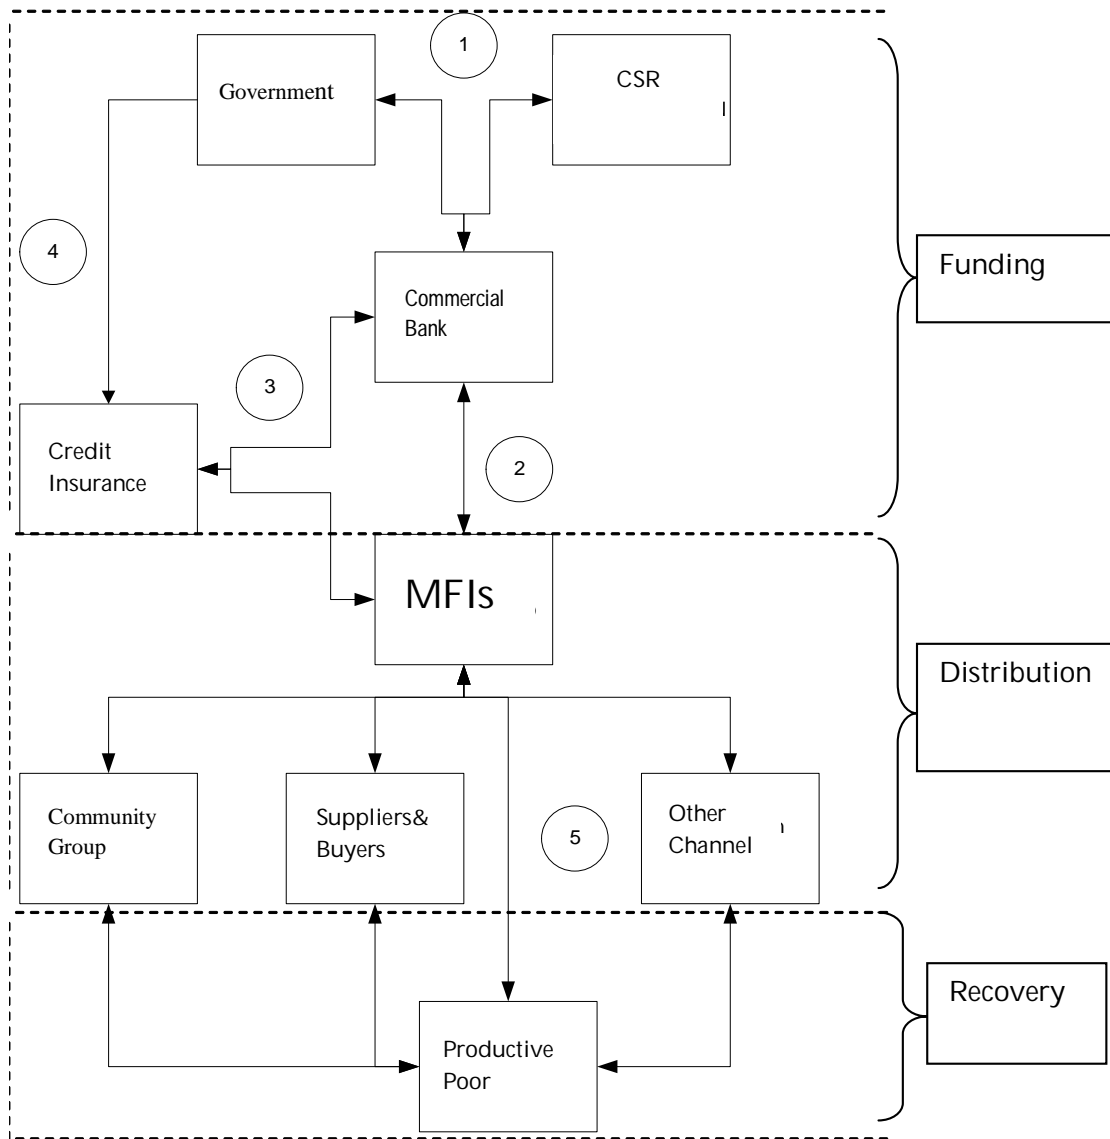 1
Government
CSR
4
Funding
Commercial
Bank
3
Credit
Insurance
2
MFIs
Distribution
Community
Group
Suppliers&
Buyers
5
Other
Channel
Recovery
Productive
Poor